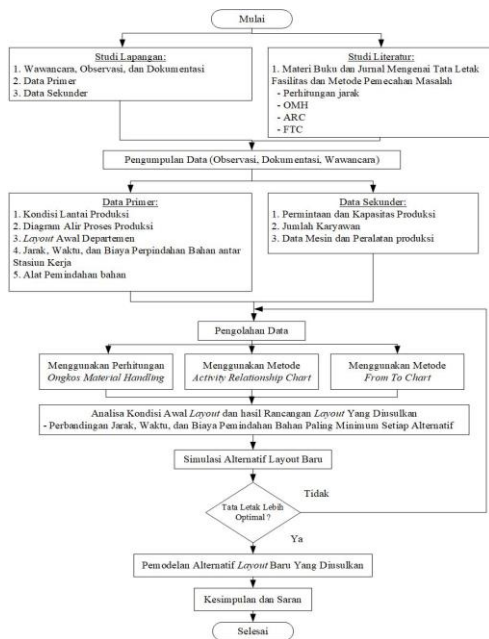 Mulai
Studi Lapangan:
1. Wawancara, Observasi, dan Dokumentasi
2. Data Primer
3. Data Sekunder
Studi Literatur:
1. Materi Buku dan Jurnal Mengenai Tata Letak
Fasilitas dan Metode Pemecahan Masalah
- Perhitungan jarak
- OMH
- ARC
- FTC
Pengumpulan Data (Observasi, Dokumentasi, Wawancara)
Data Primer:
1. Kondisi Lantai Produksi
2. Diagram Alir Proses Produksi
3. Layout Awal Departemen
4. Jarak, Waktu, dan Biaya Perpindahan Bahan antar
Stasiun Kerja
5. Alat Pemindahan bahan
Data Sekunder:
1. Permintaan dan Kapasitas Produksi
2. Jumlah Karyawan
3. Data Mesin dan Peralatan produksi
Pengolahan Data
Menggunakan Perhitungan
Ongkos Material Handling
Menggunakan Metode
Activity Relationship Chart
Menggunakan Metode
From To Chart
Analisa Kondisi Awal Layout dan hasil Rancangan Layout Yang Diusulkan
- Perbandingan Jarak, Waktu, dan Biaya Pemindahan Bahan Paling Minimum Setiap Alternatif
Simulasi Alternatif Layout Baru
Tidak
Tata Letak Lebih
Optimal ?
Ya
Pemodelan Alternatif Layout Baru Yang Diusulkan
Kesimpulan dan Saran
Selesai